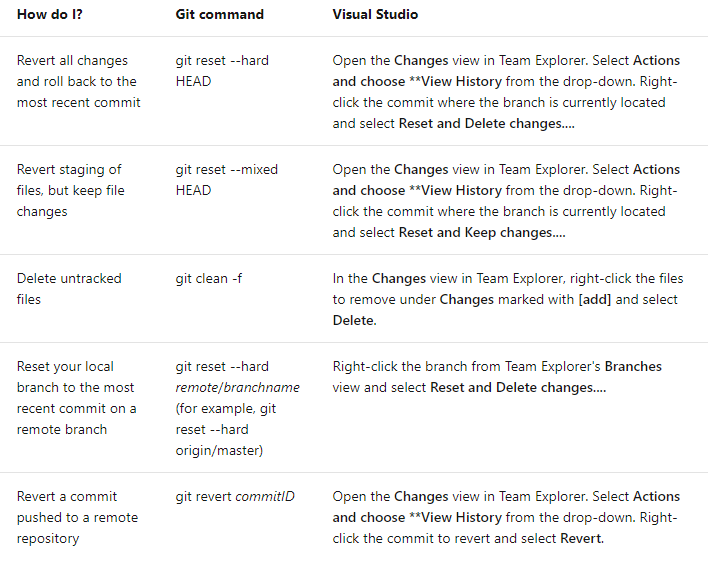 How do I? Git command Visual Studio
Revert all changes
and roll back to the
most recent commit
git reset --hard
HEAD
Open the Changes view in Team Explorer. Select Actions
and choose **View History from the drop-down. Right-
click the commit where the branch is currently located
and select Reset and Delete changes....
Revert staging of
files, but keep file
changes
git reset --mixed
HEAD
Open the Changes view in Team Explorer. Select Actions
and choose **View History from the drop-down. Right-
click the commit where the branch is currently located
and select Reset and Keep changes....
Delete untracked
files
git clean -f
In the Changes view in Team Explorer, right-click the files
to remove under Changes marked with [add] and select
Delete.
Reset your local
branch to the most
recent commit on a
remote branch
git reset --hard
remote/branchname
(for example, git
reset --hard
origin/master)
Right-click the branch from Team Explorer's Branches
view and select Reset and Delete changes....
Revert a commit
pushed to a remote
repository
git revert commitID
Open the Changes view in Team Explorer. Select Actions
and choose **View History from the drop-down. Right-
click the commit to revert and select Revert.